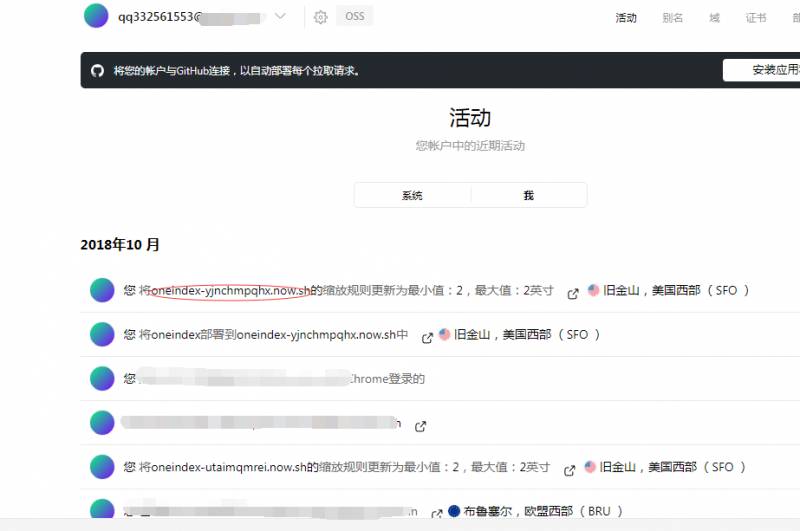 qq332561553@
OSS
活动 别名 域 证书
将您的帐户与GitHub连接，以自动部署每个拉取请求。
安装应用
活动
您帐户中的近期活动
系统 我
2018年10 月
您 将oneindex-yjnchmpqhx.now.sh的缩放规则更新为最小值：2，最大值：2英寸 旧金山，美国西部（ SFO ）
您 将oneindex部署到oneindex-yjnchmpqhx.now.sh中 旧金山，美国西部（ SFO ）
您 Chrome登录的
您 将oneindex-utaimqmrei.now.sh的缩放规则更新为最小值：2，最大值：2英寸 旧金山，美国西部（ SFO ）
您 布鲁塞尔，欧盟西部（ BRU ）